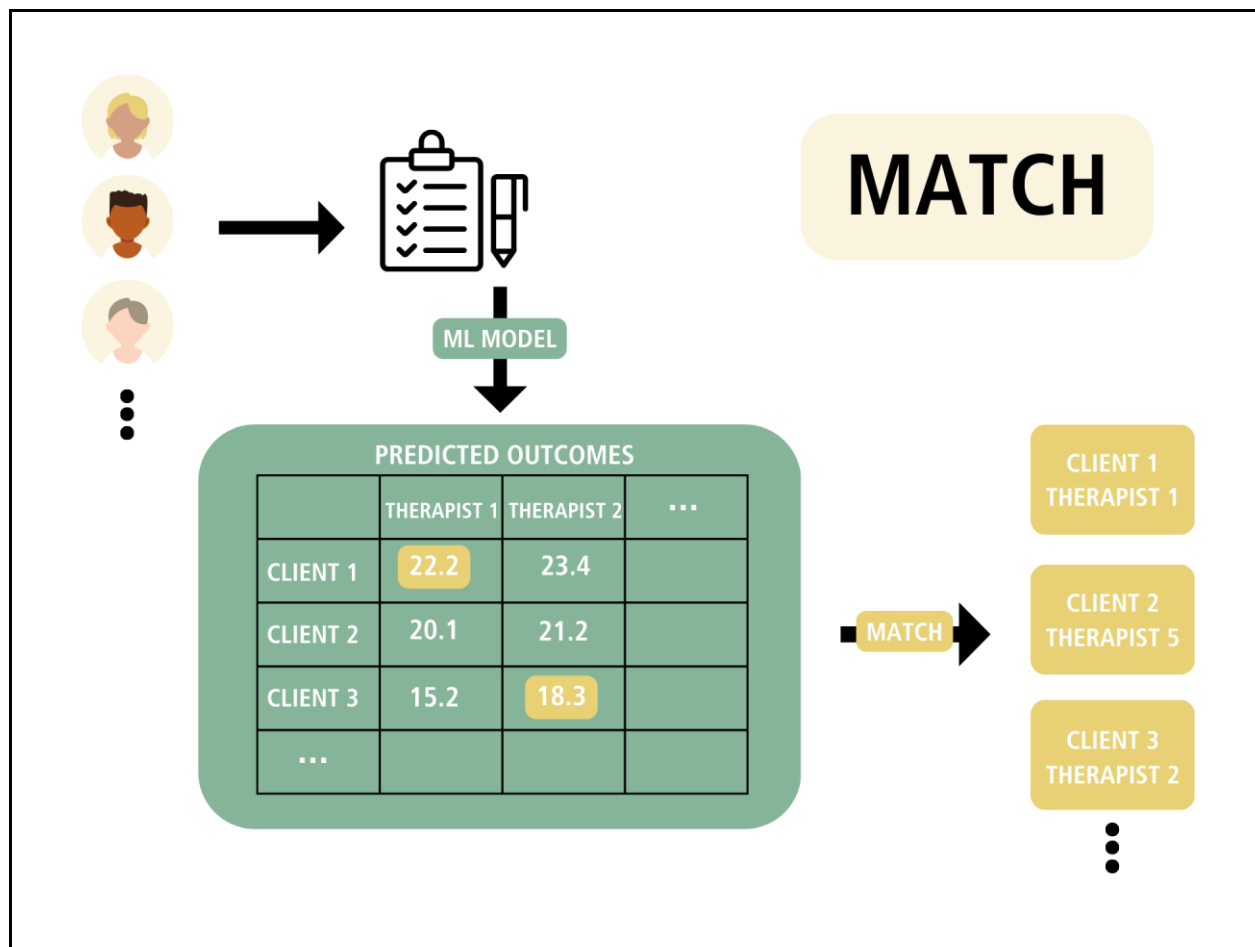 MATCH
ML MODEL
PREDICTED OUTCOMES
THERAPIST 1 THERAPIST 2 ...
CLIENT 1 22.2 23.4
CLIENT 2 20.1 21.2
CLIENT 3 15.2 18.3
...
MATCH
CLIENT 1
THERAPIST 1
CLIENT 2
THERAPIST 5
CLIENT 3
THERAPIST 2